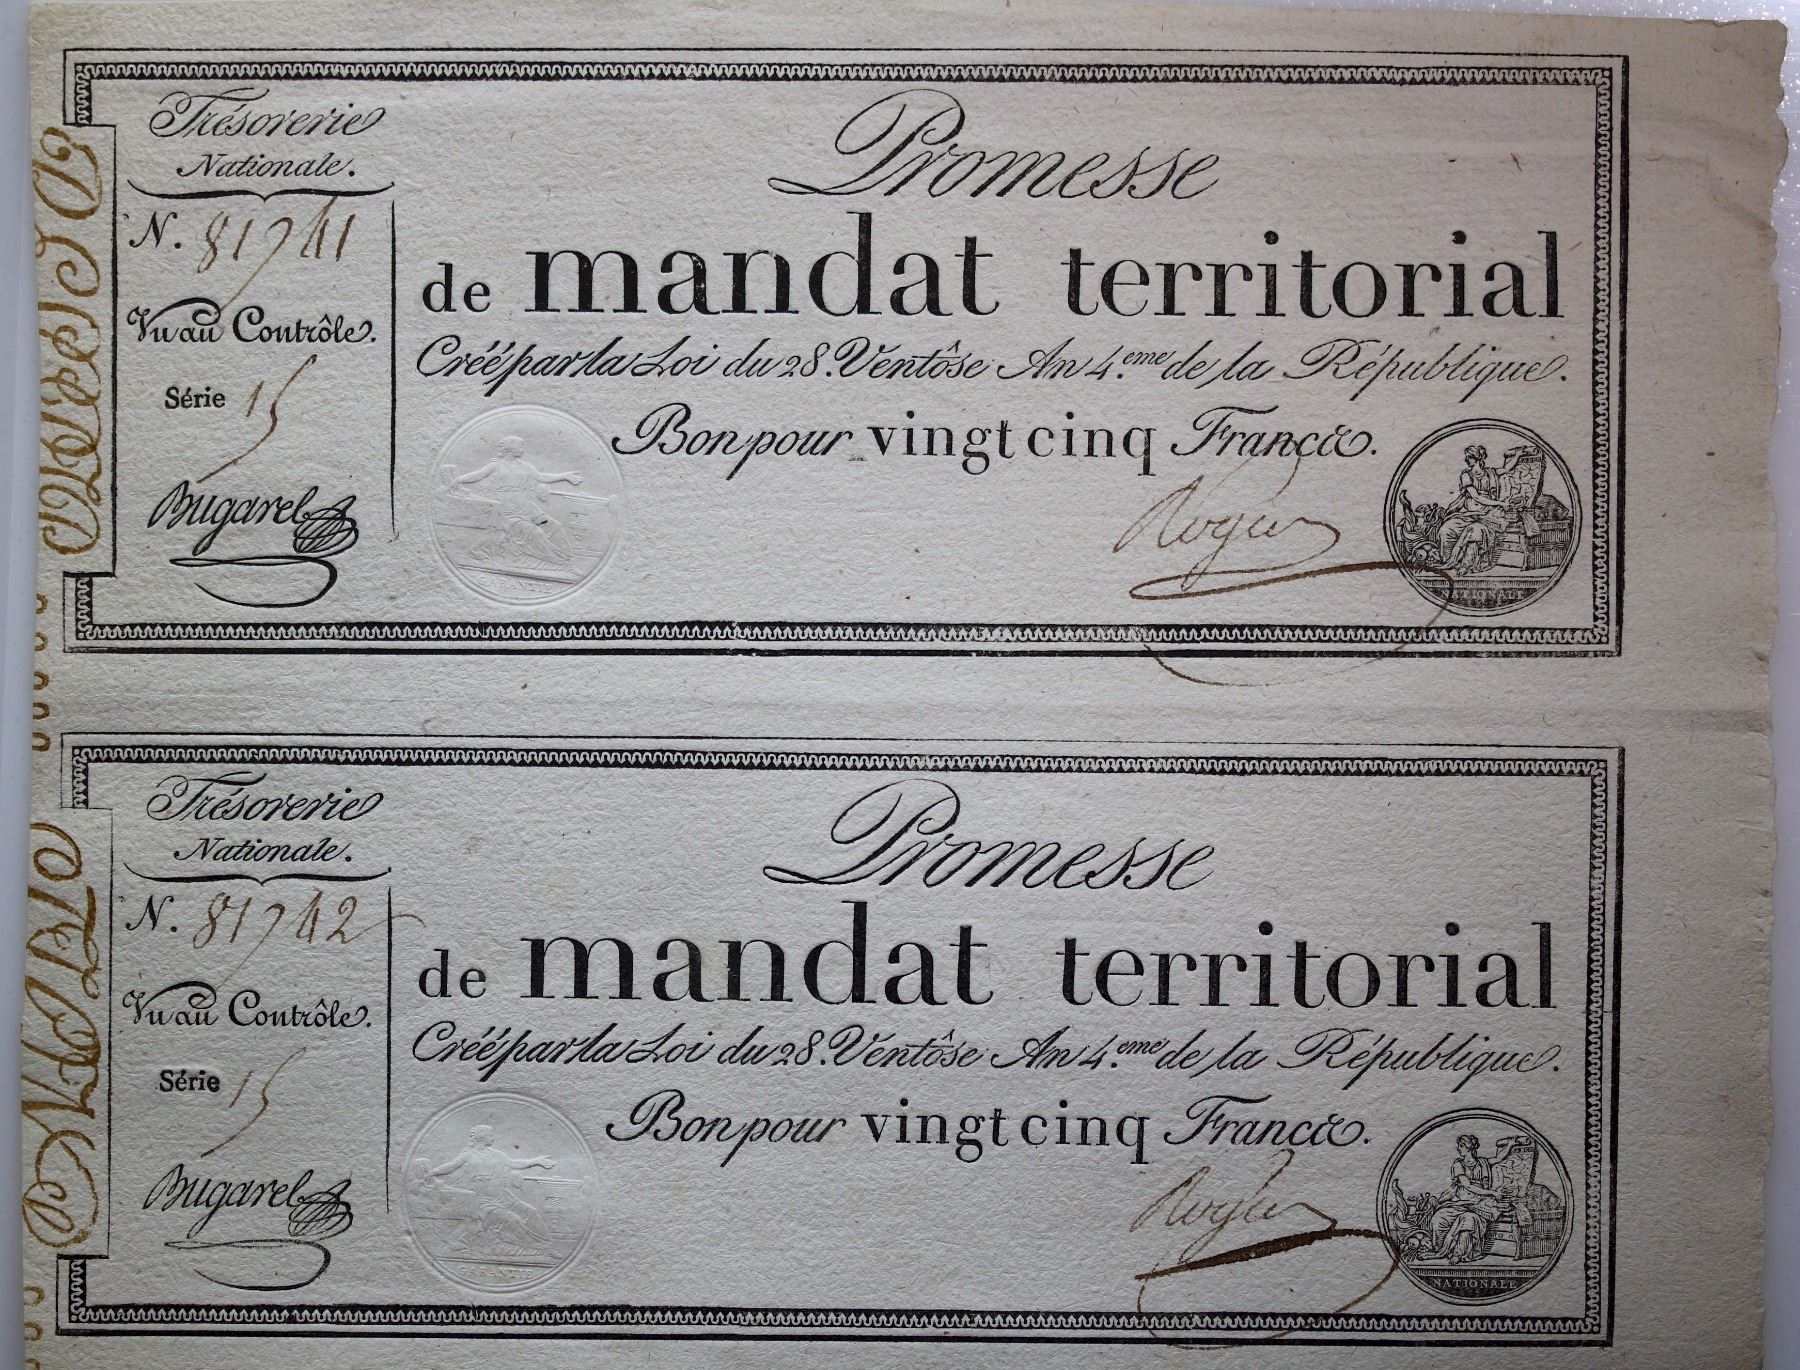 Trésorerie
Nationale.
N. 81741
Vu au Contrôle.
Série 15
Bugarel
Promesse
de mandat territorial
Créé par la Loi du 28. Ventôse An 4.eme de la République.
Bon pour vingt cinq Francs.
NATIONALE
Trésorerie
Nationale.
N. 81742
Vu au Contrôle.
Série 15
Bugarel
Promesse
de mandat territorial
Créé par la Loi du 28. Ventôse An 4.eme de la République.
Bon pour vingt cinq Francs.
NATIONALE